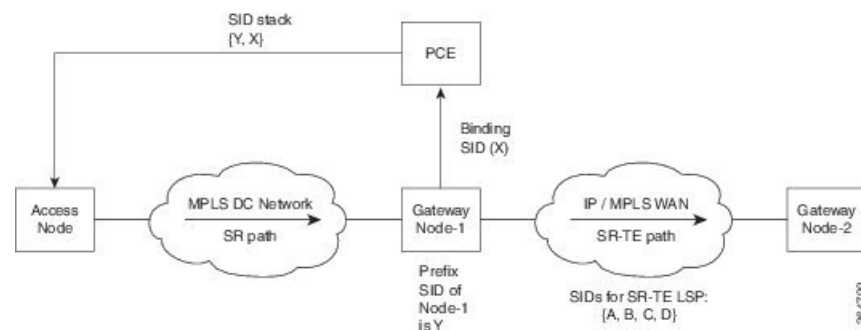 SID stack
{Y, X}
PCE
Binding
SID (X)
Access
Node
MPLS DC Network
SR path
Gateway
Node-1
IP / MPLS WAN
SR-TE path
Gateway
Node-2
Prefix
SID of
Node-1
is Y
SIDs for SR-TE LSP:
{A, B, C, D}